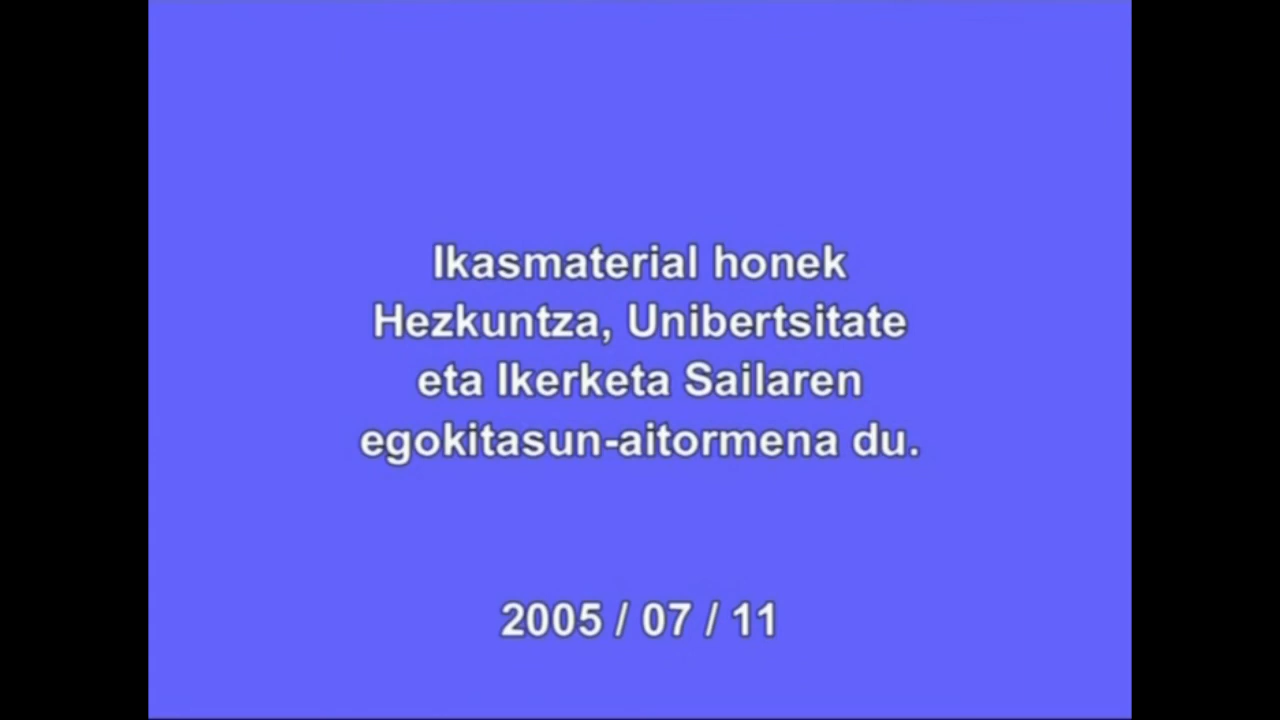 Ikasmaterial honek
Hezkuntza, Unibertsitate
eta Ikerketa Sailaren
egokitasun-aitormena du.
2005 / 07 / 11